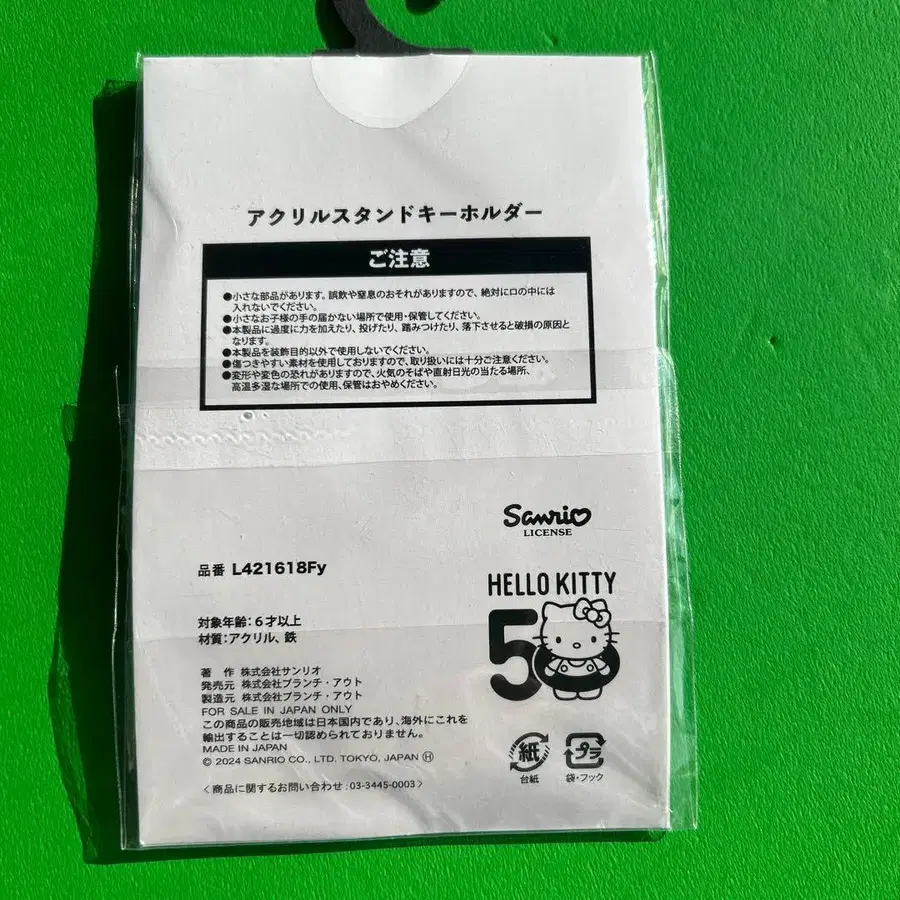 アクリルスタンドキーホルダー
ご注意
●小さな部品があります。誤飲や窒息のおそれがありますので、絶対に口の中には
入れないでください。
●小さなお子様の手の届かない場所で使用・保管してください。
●本製品に過度に力を加えたり、投げたり、踏みつけたり、落下させると破損の原因と
なります。
●本製品を装飾目的以外で使用しないでください。
●傷つきやすい素材を使用しておりますので、取り扱いには十分ご注意ください。
●変形や変色の恐れがありますので、火気のそばや直射日光の当たる場所、
高温多湿な場所での使用、保管はおやめください。
Sanrio
LICENSE
品番 L421618Fy
HELLO KITTY
50
対象年齢:6才以上
材質:アクリル、鉄
著 作 株式会社サンリオ
発売元 株式会社ブランチ・アウト
製造元 株式会社ブランチ・アウト
FOR SALE IN JAPAN ONLY
この商品の販売地域は日本国内であり、海外にこれを
輸出することは一切認められておりません。
MADE IN JAPAN
© 2024 SANRIO CO., LTD. TOKYO, JAPAN Ⓗ
〈商品に関するお問い合わせ:03-3445-0003〉
紙
台紙
プラ
袋・フック